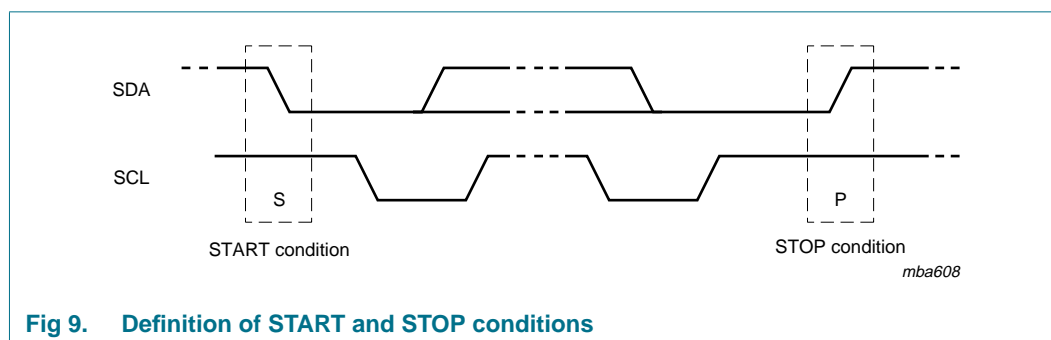 SDA
SCL
S
P
START condition
STOP condition
mba608
Fig 9. Definition of START and STOP conditions